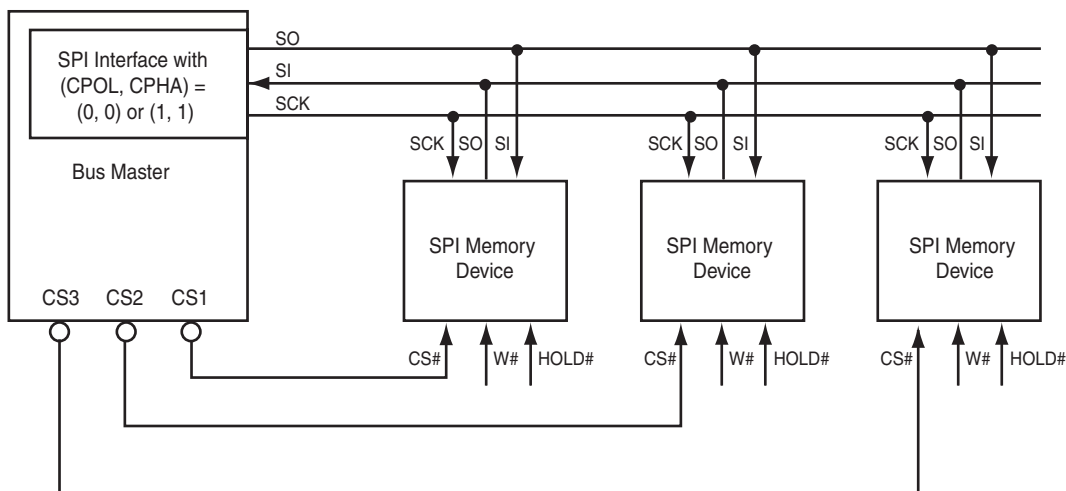 SO
SPI Interface with
(CPOL, CPHA) =
(0, 0) or (1, 1)
SI
SCK
Bus Master
SCK SO SI
SCK SO SI
SCK SO SI
SPI Memory
Device
SPI Memory
Device
SPI Memory
Device
CS3 CS2 CS1
CS# W# HOLD#
CS# W# HOLD#
CS# W# HOLD#